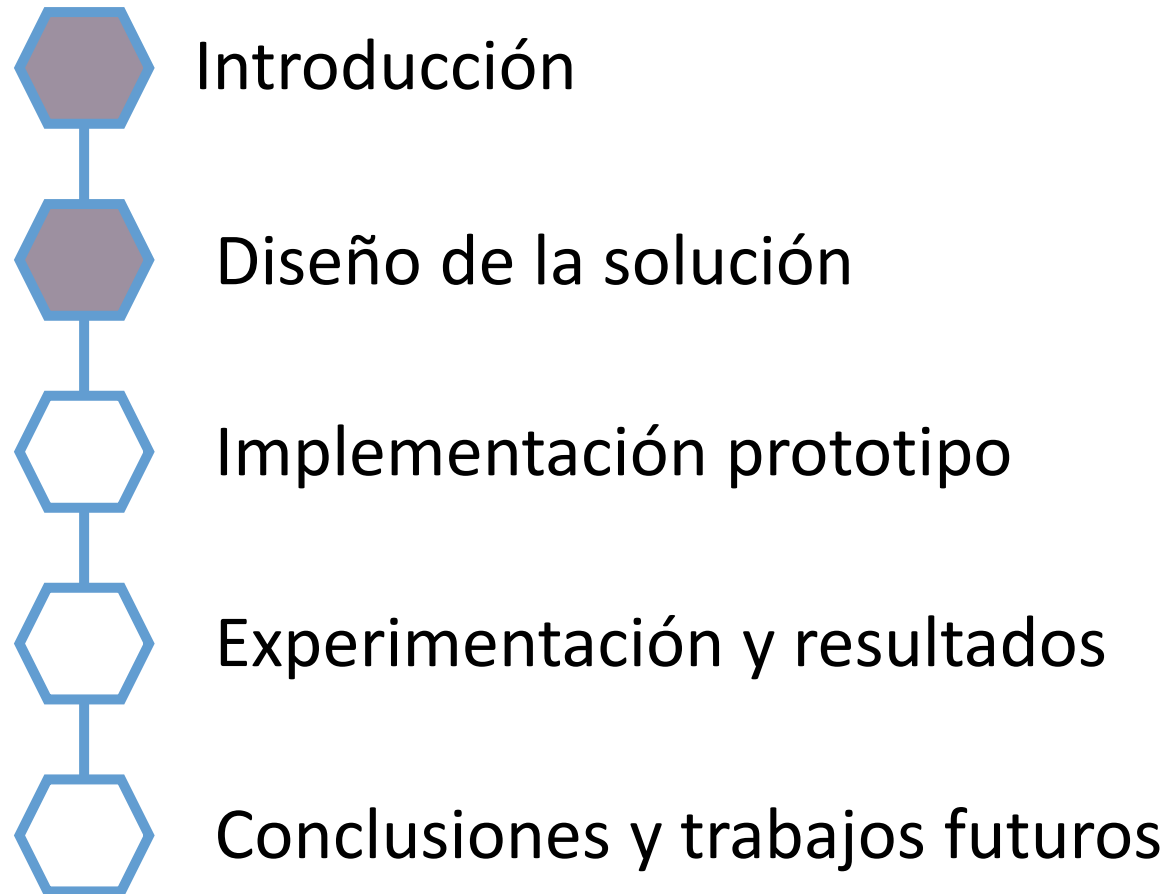 Introducción
Diseño de la solución
Implementación prototipo
Experimentación y resultados
Conclusiones y trabajos futuros